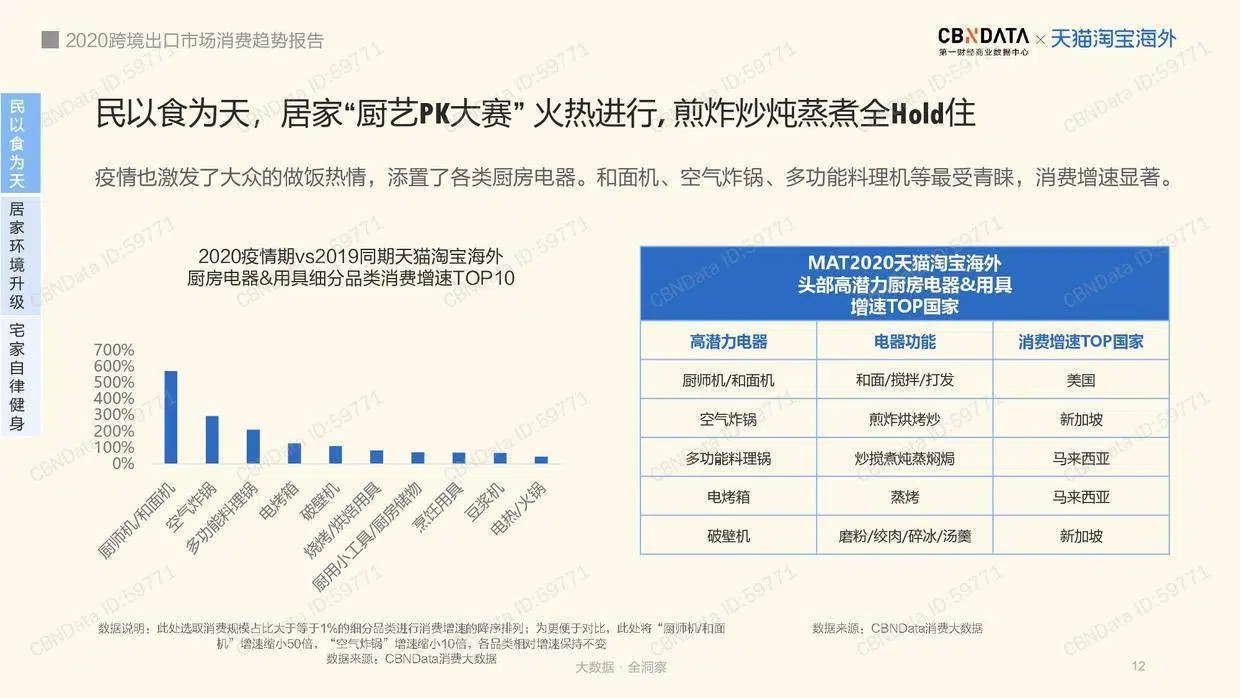 2020跨境出口市场消费趋势报告
CBNDATA
第一财经商业数据中心
×
天猫淘宝海外
民以食为天
居家环境升级
宅家自律健身
民以食为天，居家“厨艺PK大赛” 火热进行, 煎炸炒炖蒸煮全Hold住
疫情也激发了大众的做饭热情，添置了各类厨房电器。和面机、空气炸锅、多功能料理机等最受青睐，消费增速显著。
2020疫情期vs2019同期天猫淘宝海外
厨房电器&用具细分品类消费增速TOP10
700%
600%
500%
400%
300%
200%
100%
0%
厨师机/和面机
空气炸锅
多功能料理锅
电烤箱
破壁机
烧烤/烘焙用具
厨用小工具/厨房储物
烹饪用具
豆浆机
电热/火锅
MAT2020天猫淘宝海外
头部高潜力厨房电器&用具
增速TOP国家
高潜力电器 电器功能 消费增速TOP国家
厨师机/和面机 和面/搅拌/打发 美国
空气炸锅 煎炸烘烤炒 新加坡
多功能料理锅 炒搅煮炖蒸焖焗 马来西亚
电烤箱 蒸烤 马来西亚
破壁机 磨粉/绞肉/碎冰/汤羹 新加坡
数据说明：此处选取消费规模占比大于等于1%的细分品类进行消费增速的降序排列；为更便于对比，此处将“厨师机/和面
机”增速缩小50倍，“空气炸锅”增速缩小10倍，各品类相对增速保持不变
数据来源：CBNData消费大数据
数据来源：CBNData消费大数据
大数据 · 全洞察
12
CBNData ID:59771